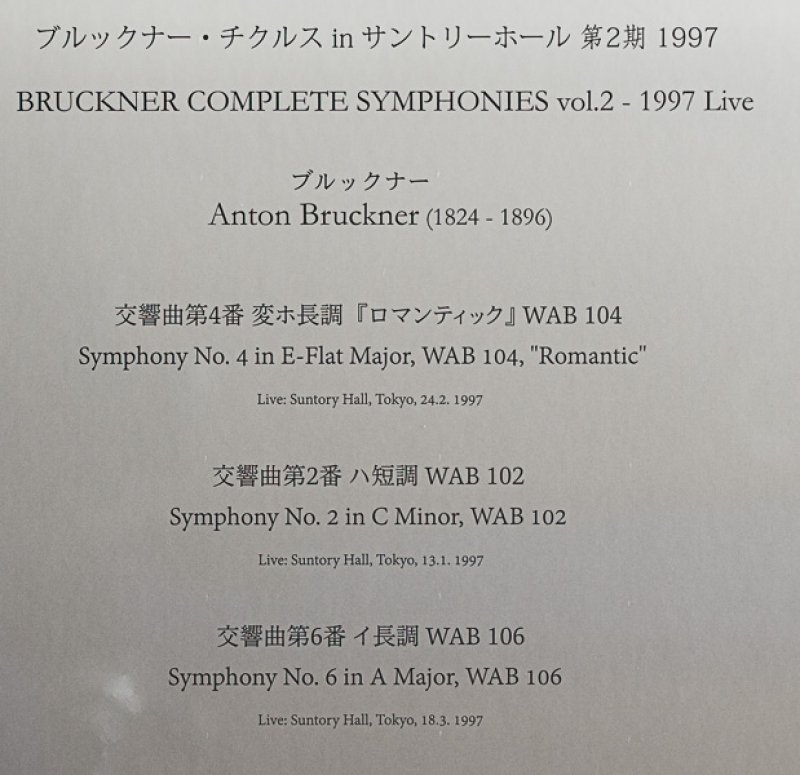 ブルックナー・チクルス in サントリーホール 第2期 1997
BRUCKNER COMPLETE SYMPHONIES vol.2 - 1997 Live
ブルックナー
Anton Bruckner (1824 - 1896)
交響曲第4番 変ホ長調『ロマンティック』WAB 104
Symphony No. 4 in E-Flat Major, WAB 104, "Romantic"
Live: Suntory Hall, Tokyo, 24.2. 1997
交響曲第2番 ハ短調 WAB 102
Symphony No. 2 in C Minor, WAB 102
Live: Suntory Hall, Tokyo, 13.1. 1997
交響曲第6番 イ長調 WAB 106
Symphony No. 6 in A Major, WAB 106
Live: Suntory Hall, Tokyo, 18.3. 1997